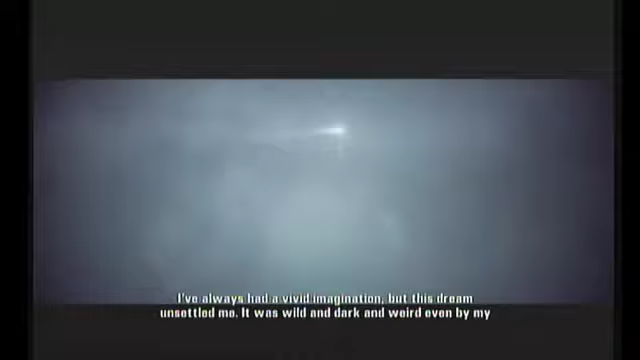 I've always had a vivid imagination, but this dream
unsettled me. It was wild and dark and weird even by my